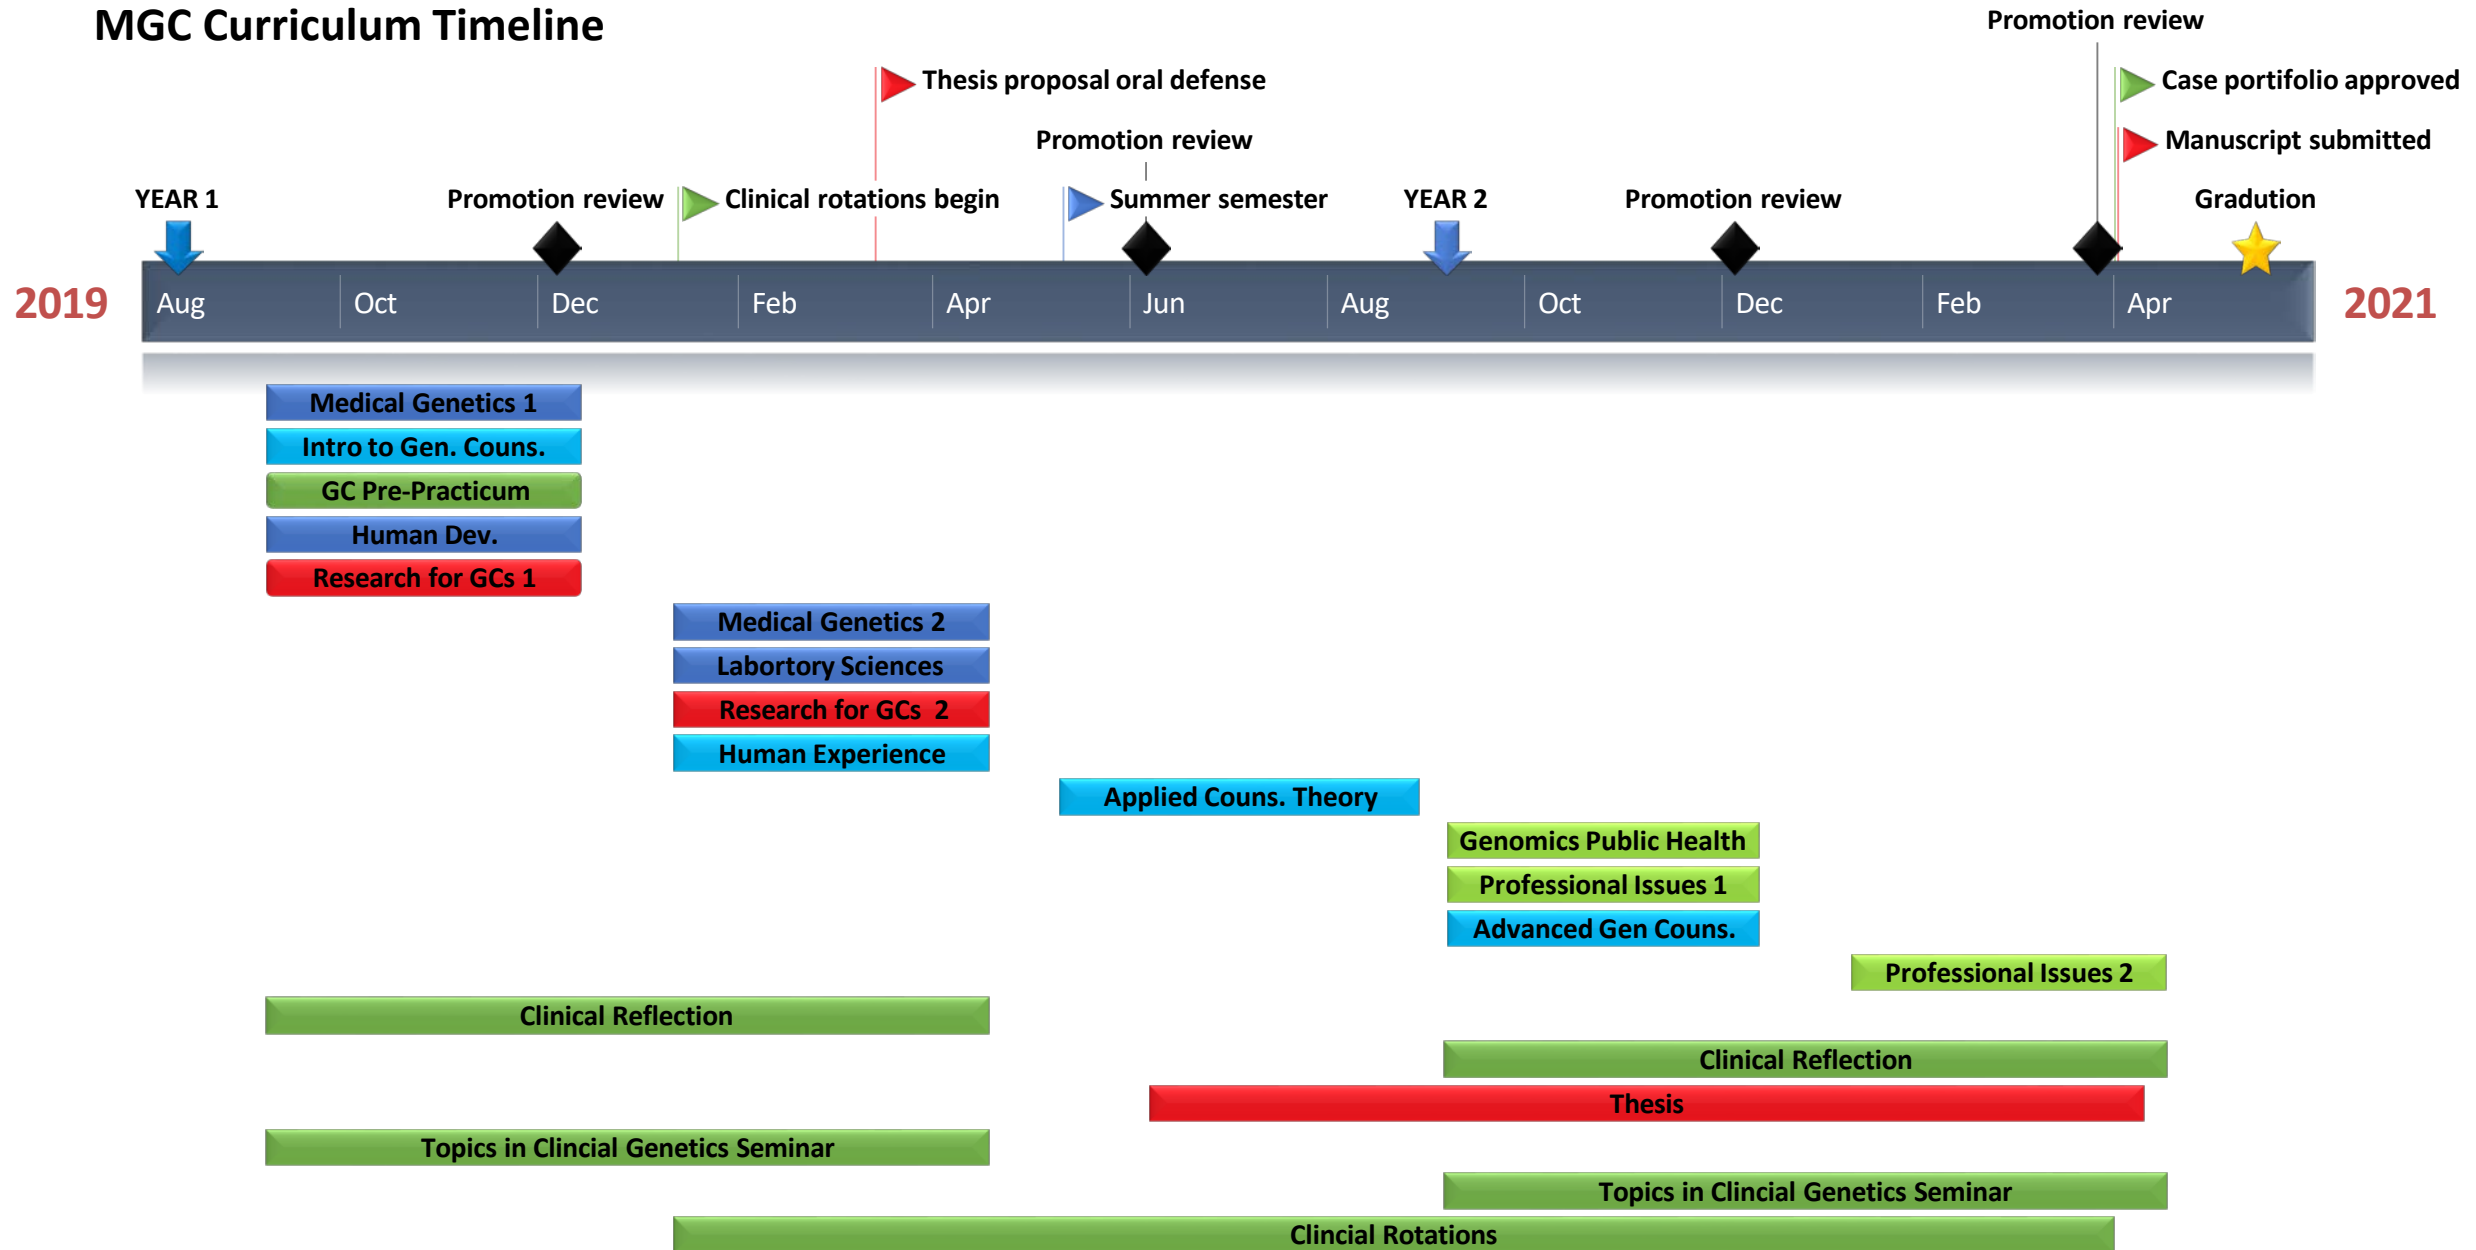 MGC Curriculum Timeline
Promotion review
Thesis proposal oral defense
Case portifolio approved
Promotion review
Manuscript submitted
YEAR 1
Promotion review
Clinical rotations begin
Summer semester
YEAR 2
Promotion review
Gradution
2019
Aug
Oct
Dec
Feb
Apr
Jun
Aug
Oct
Dec
Feb
Apr
2021
Medical Genetics 1
Intro to Gen. Couns.
GC Pre-Practicum
Human Dev.
Research for GCs 1
Medical Genetics 2
Labortory Sciences
Research for GCs  2
Human Experience
Applied Couns. Theory
Genomics Public Health
Professional Issues 1
Advanced Gen Couns.
Professional Issues 2
Clinical Reflection
Clinical Reflection
Thesis
Topics in Clincial Genetics Seminar
Topics in Clincial Genetics Seminar
Clincial Rotations